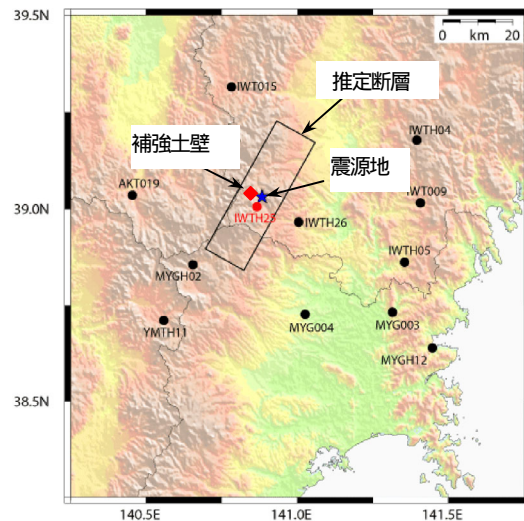 39.5N
0 km 20
IWT015
推定断層
IWTH04
補強土壁
震源地
AKT019
IWT009
39.0N
IWTH25
IWTH26
IWTH05
MYGH02
YMTH11
MYG004
MYG003
MYGH12
38.5N
140.5E
141.0E
141.5E